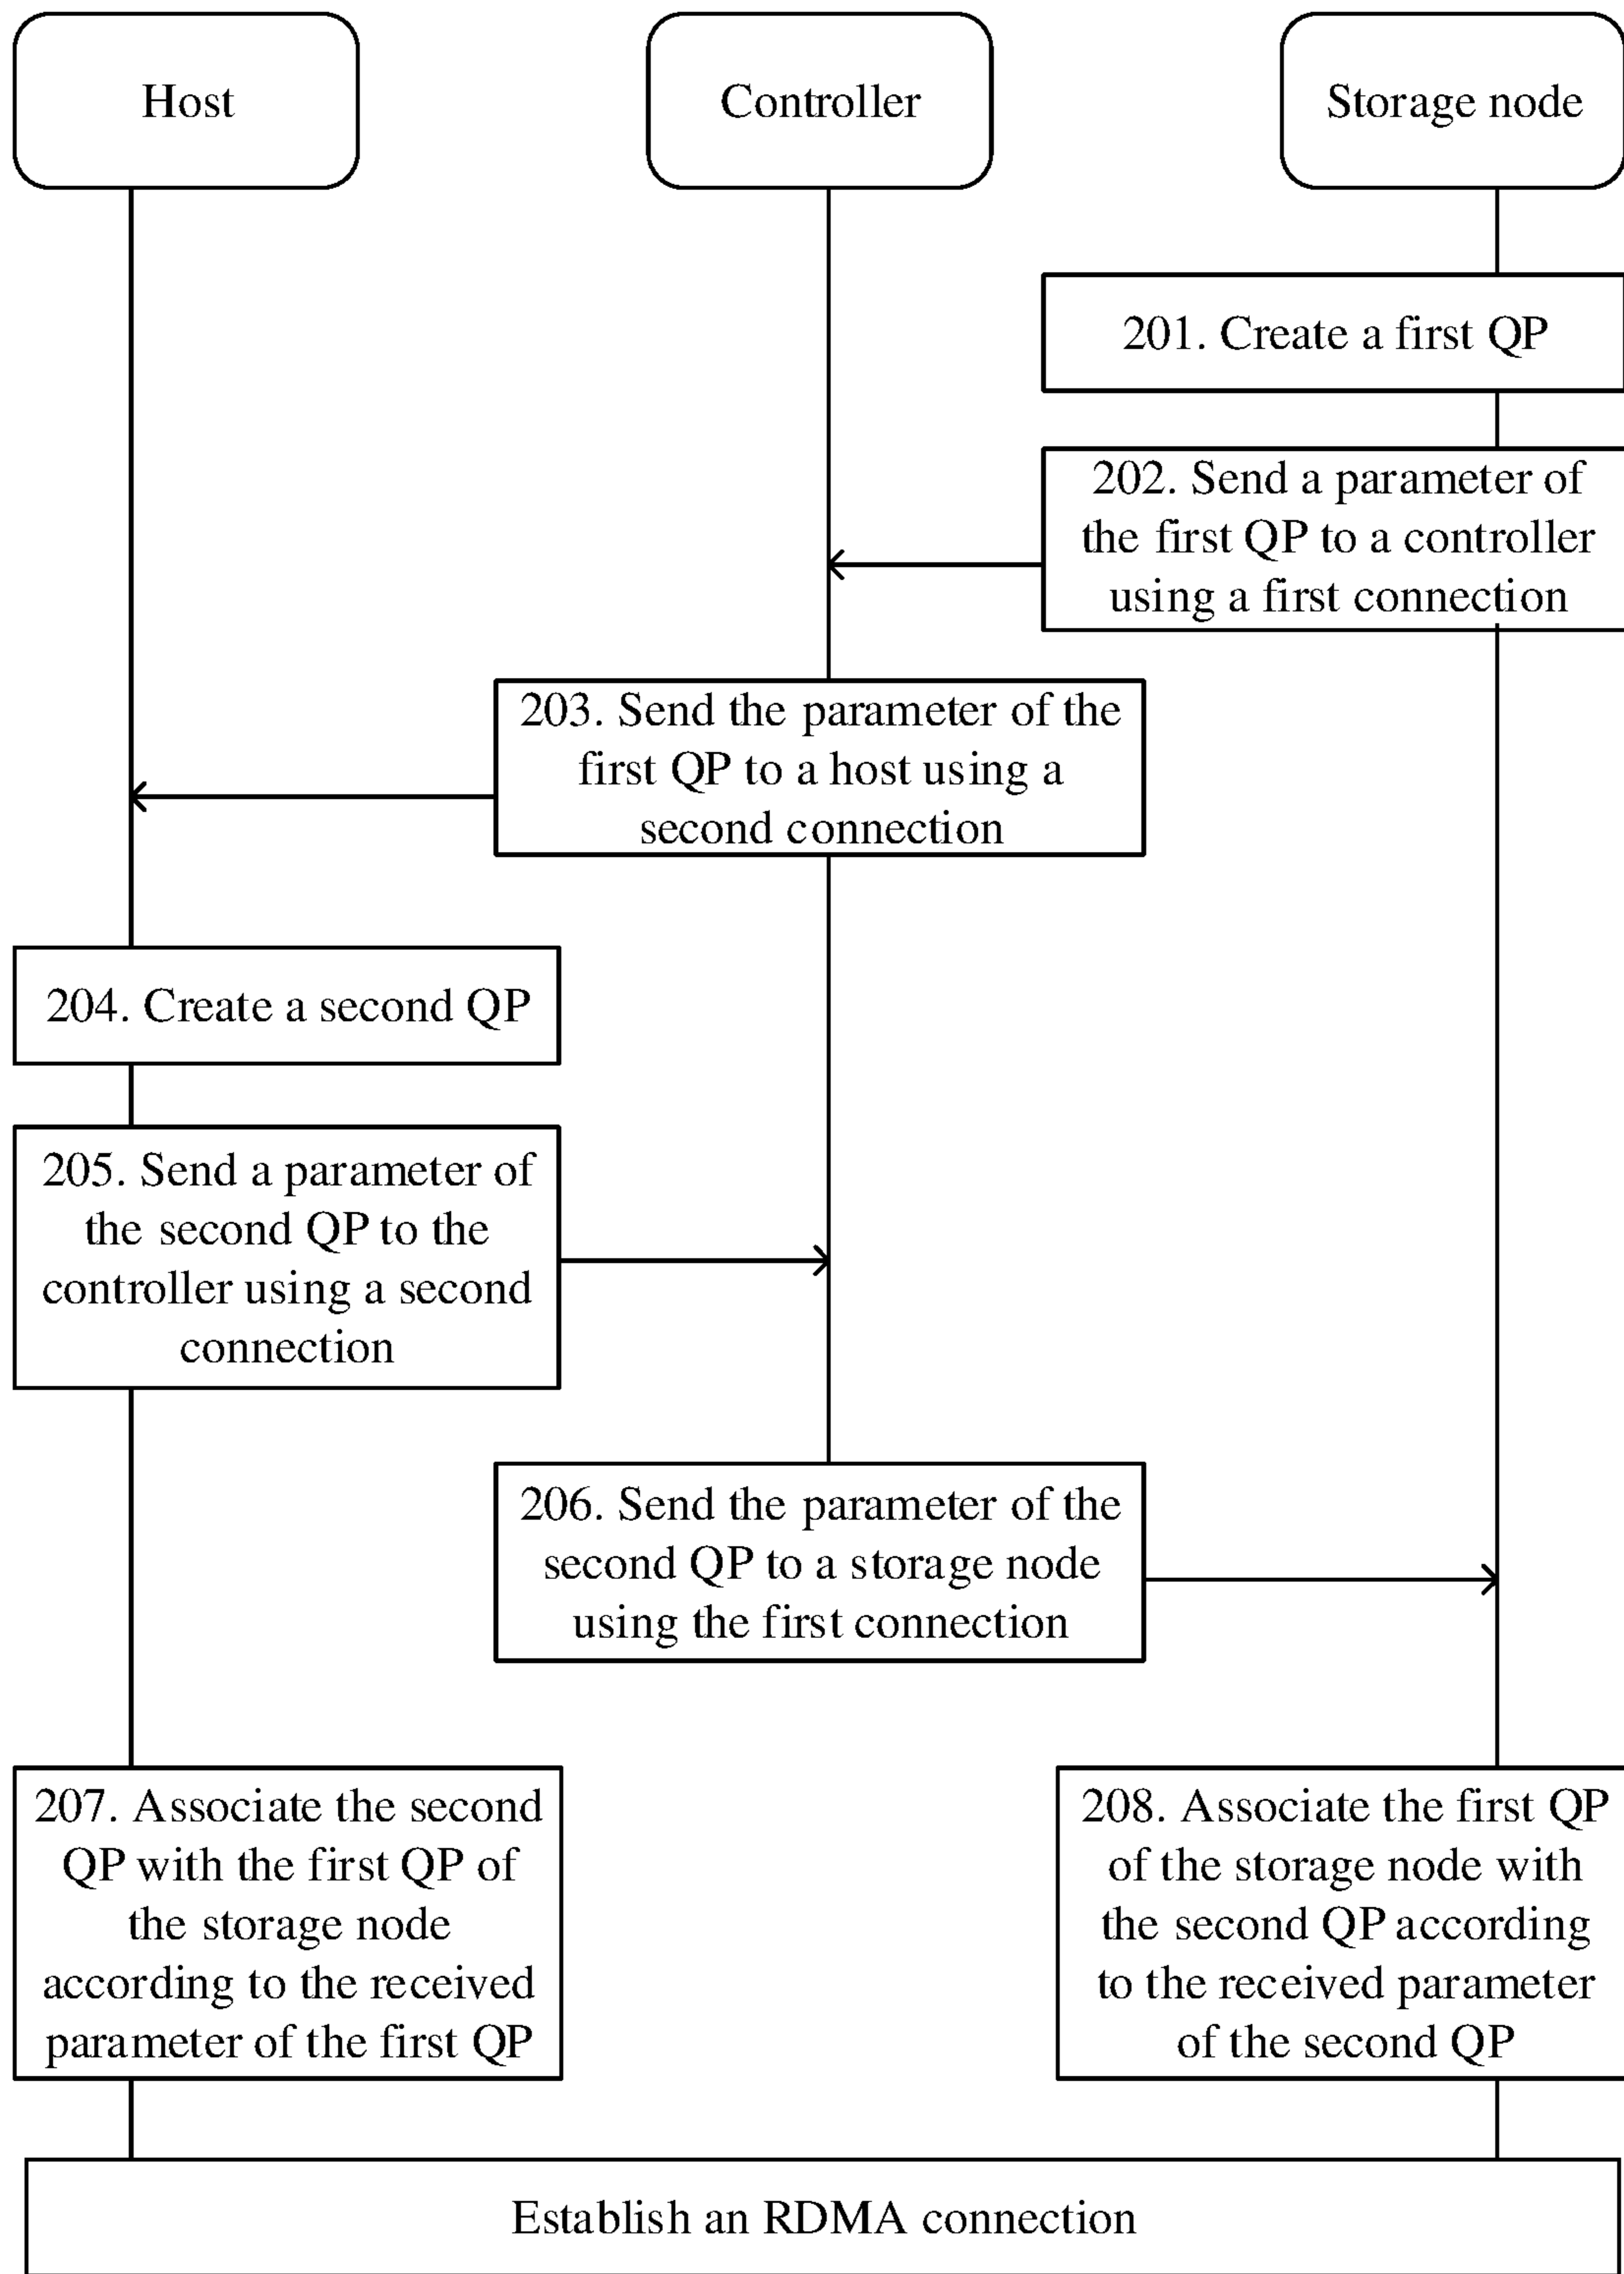 Host
Controller
Storage node
201. Create a first QP
202. Send a parameter of
the first QP to a controller
using a first connection
203. Send the parameter of the
first QP to a host using a
second connection
204. Create a second QP
205. Send a parameter of
the second QP to the
controller using a second
connection
206. Send the parameter of the
second QP to a storage node
using the first connection
207. Associate the second
QP with the first QP of
the storage node
according to the received
parameter of the first QP
208. Associate the first QP
of the storage node with
the second QP according
to the received parameter
of the second QP
Establish an RDMA connection